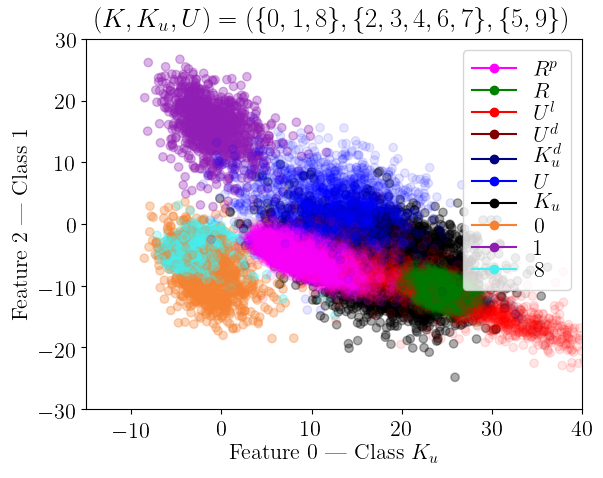 (K, K_u, U) = ({0, 1, 8}, {2, 3, 4, 6, 7}, {5, 9})
30
20
10
0
−10
−20
−30
Feature 2 — Class 1
R^p
R
U^l
U^d
K_u^d
U
K_u
0
1
8
−10
0
10
20
30
40
Feature 0 — Class K_u